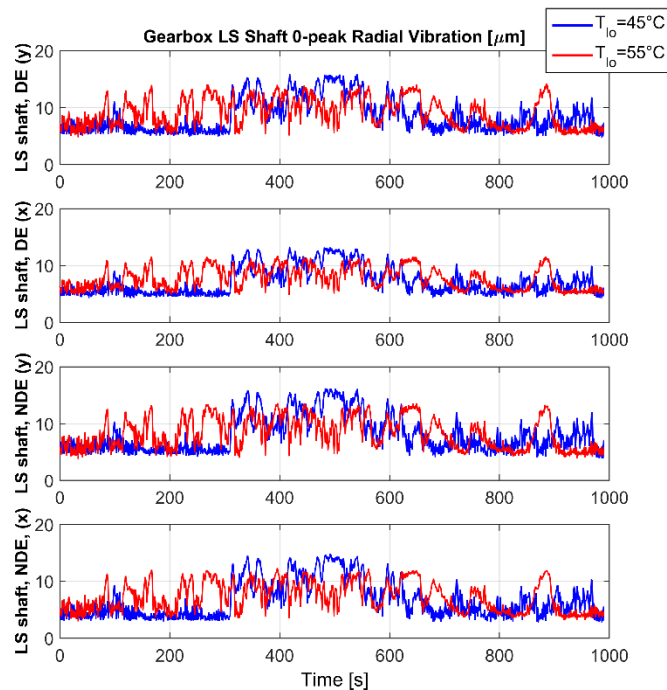 Gearbox LS Shaft 0-peak Radial Vibration [μm]
T_lo=45°C
T_lo=55°C
LS shaft, DE (y)
20
10
0
0 200 400 600 800 1000
LS shaft, DE (x)
20
10
0
0 200 400 600 800 1000
LS shaft, NDE (y)
20
10
0
0 200 400 600 800 1000
LS shaft, NDE, (x)
20
10
0
0 200 400 600 800 1000
Time [s]